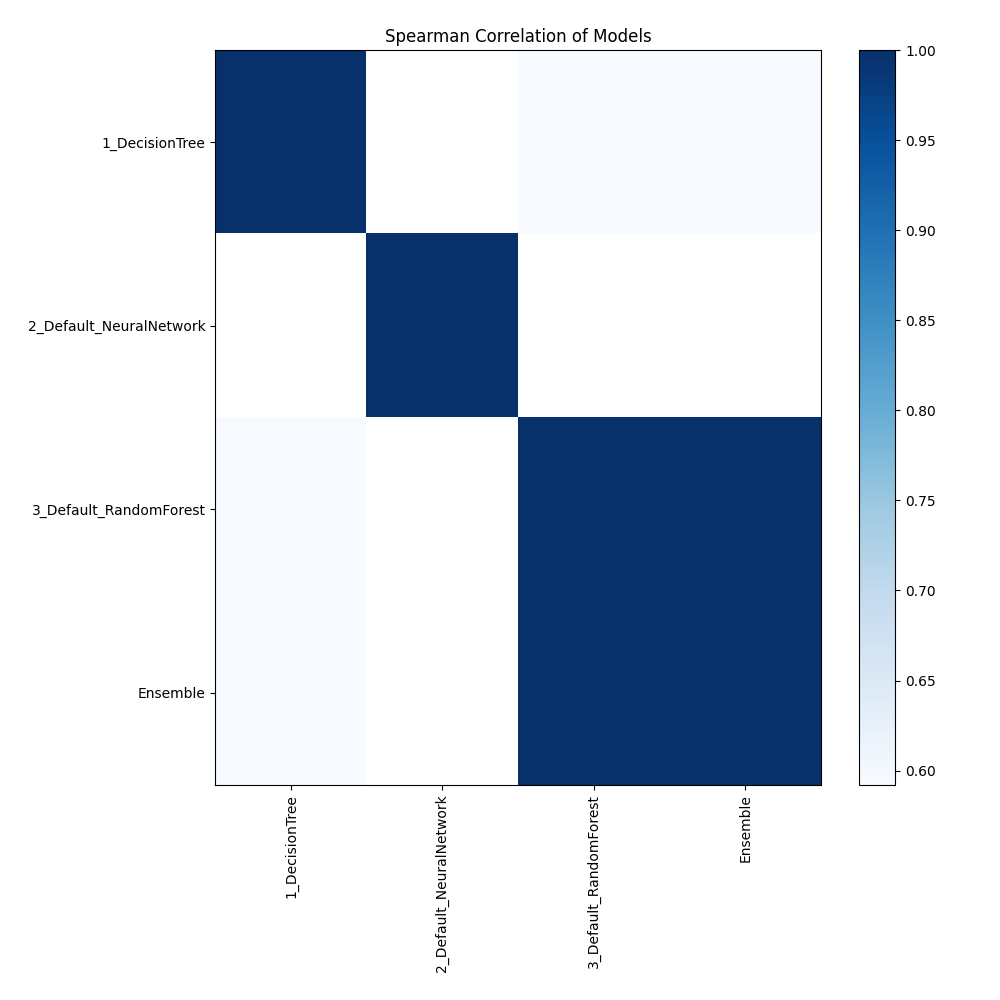 Spearman Correlation of Models
1_DecisionTree
2_Default_NeuralNetwork
3_Default_RandomForest
Ensemble
1_DecisionTree
2_Default_NeuralNetwork
3_Default_RandomForest
Ensemble
1.00
0.95
0.90
0.85
0.80
0.75
0.70
0.65
0.60